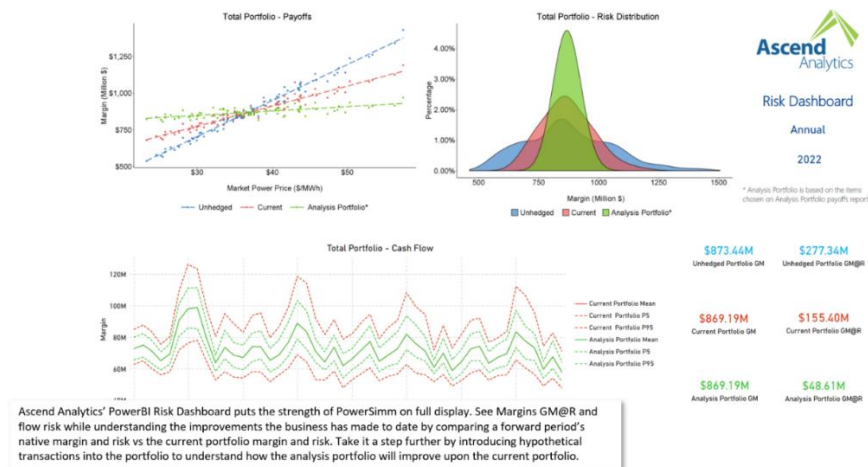 Total Portfolio - Payoffs
Margin (Million $)
$1,250
$1,000
$750
$500
$30
$40
$50
Market Power Price ($/MWh)
Unhedged
Current
Analysis Portfolio*
Total Portfolio - Risk Distribution
Percentage
4.00%
3.00%
2.00%
1.00%
0.00%
500
750
1000
1250
1500
Margin (Million $)
Unhedged
Current
Analysis Portfolio*
Ascend
Analytics
Risk Dashboard
Annual
2022
* Analysis Portfolio is based on the items
chosen on Analysis Portfolio payoffs report
Total Portfolio - Cash Flow
Margin
120M
100M
80M
60M
Current Portfolio Mean
Current Portfolio P5
Current Portfolio P95
Analysis Portfolio Mean
Analysis Portfolio P5
Analysis Portfolio P95
$873.44M
Unhedged Portfolio GM
$277.34M
Unhedged Portfolio GM@R
$869.19M
Current Portfolio GM
$155.40M
Current Portfolio GM@R
$869.19M
Analysis Portfolio GM
$48.61M
Analysis Portfolio GM@R
Ascend Analytics' PowerBI Risk Dashboard puts the strength of PowerSimm on full display. See Margins GM@R and
flow risk while understanding the improvements the business has made to date by comparing a forward period's
native margin and risk vs the current portfolio margin and risk. Take it a step further by introducing hypothetical
transactions into the portfolio to understand how the analysis portfolio will improve upon the current portfolio.